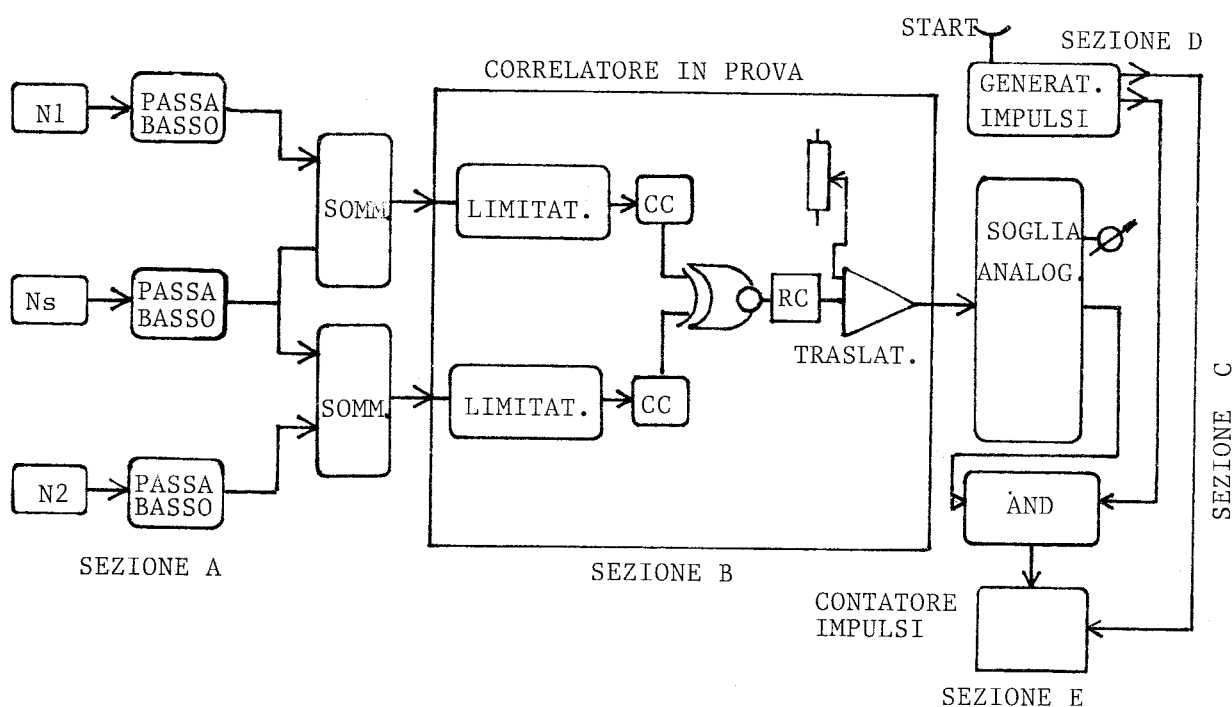 START
SEZIONE D
CORRELATORE IN PROVA
GENERAT.
IMPULSI
N1
PASSA
BASSO
SOMM
LIMITAT.
CC
SOGLIA
ANALOG.
Ns
PASSA
BASSO
RC
TRASLAT.
SOMM.
LIMITAT.
CC
SEZIONE C
N2
PASSA
BASSO
AND
SEZIONE A
SEZIONE B
CONTATORE
IMPULSI
SEZIONE E